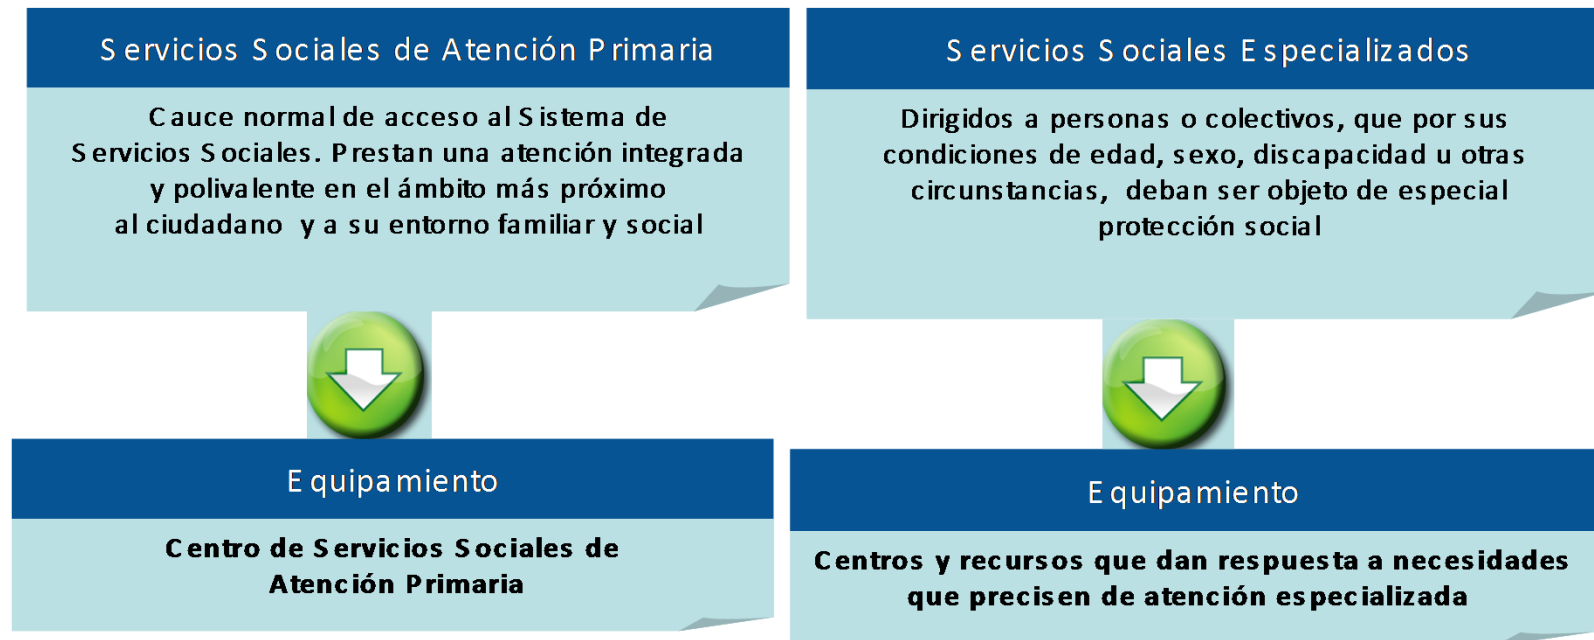 Servicios Sociales de Atención Primaria
Cauce normal de acceso al Sistema de
Servicios Sociales. Prestan una atención integrada
y polivalente en el ámbito más próximo
al ciudadano y a su entorno familiar y social
Equipamiento
Centro de Servicios Sociales de
Atención Primaria
Servicios Sociales Especializados
Dirigidos a personas o colectivos, que por sus
condiciones de edad, sexo, discapacidad u otras
circunstancias, deban ser objeto de especial
protección social
Equipamiento
Centros y recursos que dan respuesta a necesidades
que precisen de atención especializada